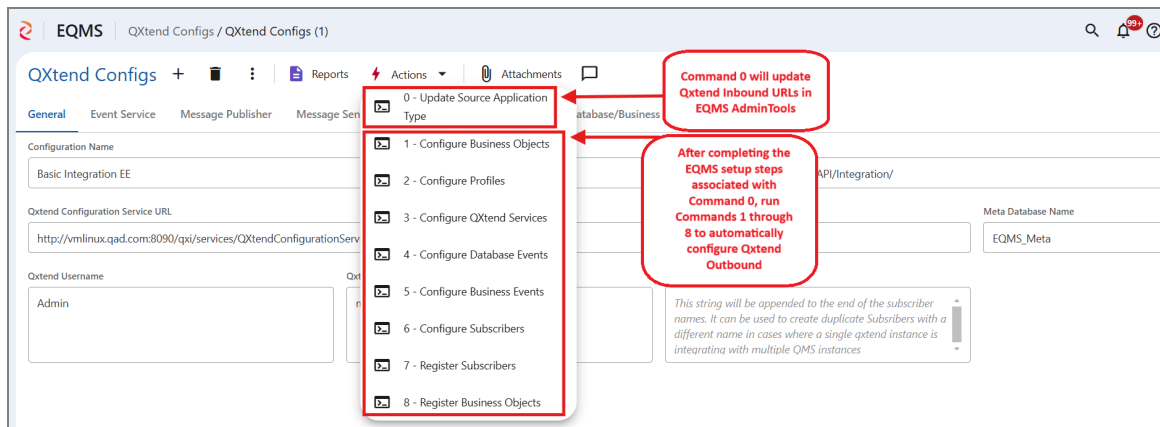 EQMS
QXtend Configs / QXtend Configs (1)
99+
QXtend Configs
Reports
Actions
Attachments
General
Event Service
Message Publisher
Message Sen
atabase/Business
0 - Update Source Application
Type
1 - Configure Business Objects
2 - Configure Profiles
3 - Configure QXtend Services
4 - Configure Database Events
5 - Configure Business Events
6 - Configure Subscribers
7 - Register Subscribers
8 - Register Business Objects
Command 0 will update
Qxtend Inbound URLs in
EQMS AdminTools
After completing the
EQMS setup steps
associated with
Command 0, run
Commands 1 through
8 to automatically
configure Qxtend
Outbound
Configuration Name
Basic Integration EE
API/Integration/
Qxtend Configuration Service URL
http://vmlinux.qad.com:8090/qxi/services/QXtendConfigurationServ
Meta Database Name
EQMS_Meta
Qxtend Username
Admin
Qxt
This string will be appended to the end of the subscriber
names. It can be used to create duplicate Subsribers with a
different name in cases where a single qxtend instance is
integrating with multiple QMS instances